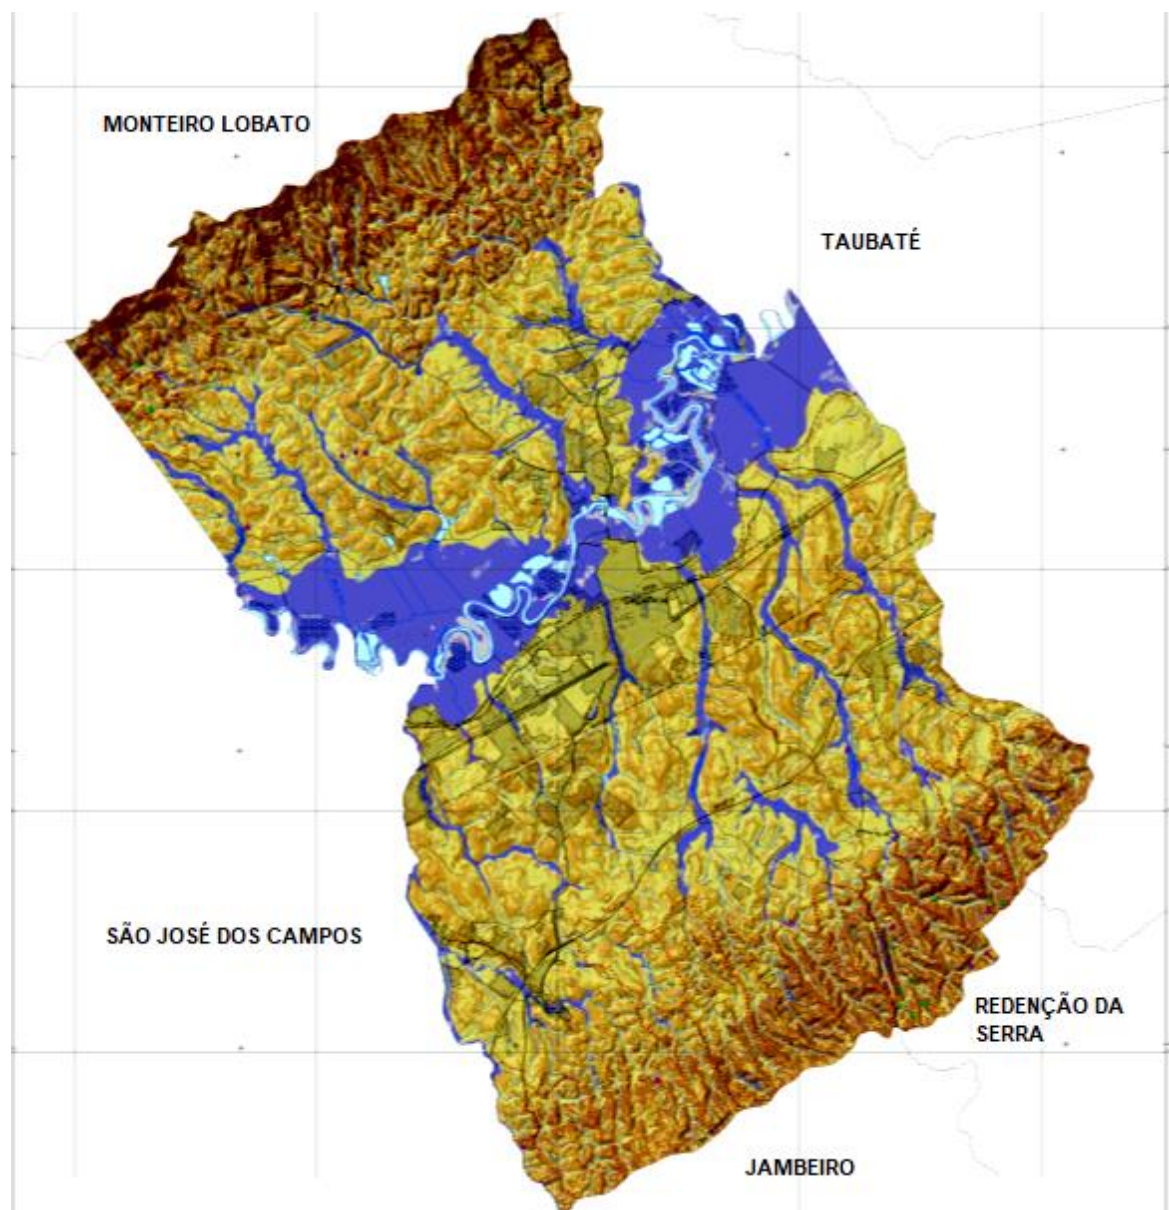 MONTEIRO LOBATO
TAUBATÉ
SÃO JOSÉ DOS CAMPOS
REDENÇÃO DA
SERRA
JAMBEIRO